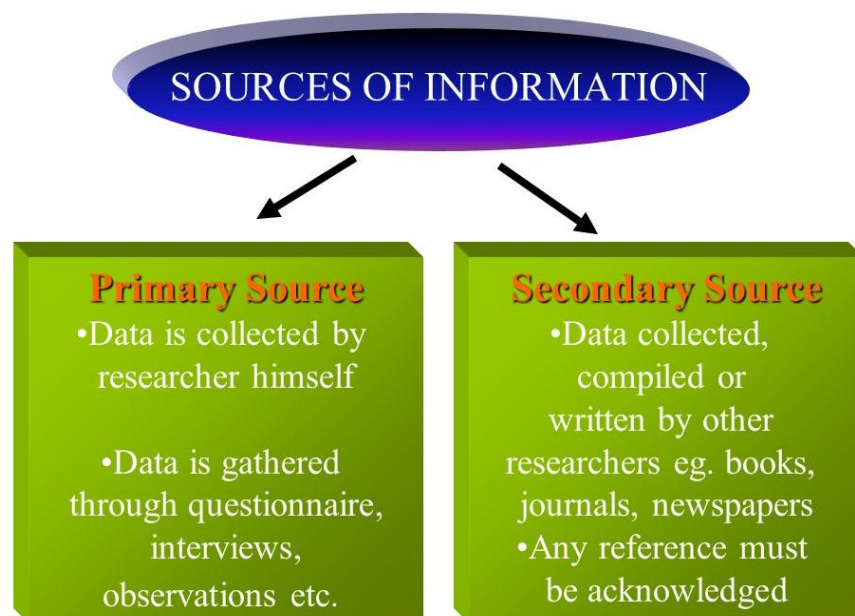 SOURCES OF INFORMATION
Primary Source
•Data is collected by
researcher himself
•Data is gathered
through questionnaire,
interviews,
observations etc.
Secondary Source
•Data collected,
compiled or
written by other
researchers eg. books,
journals, newspapers
•Any reference must
be acknowledged